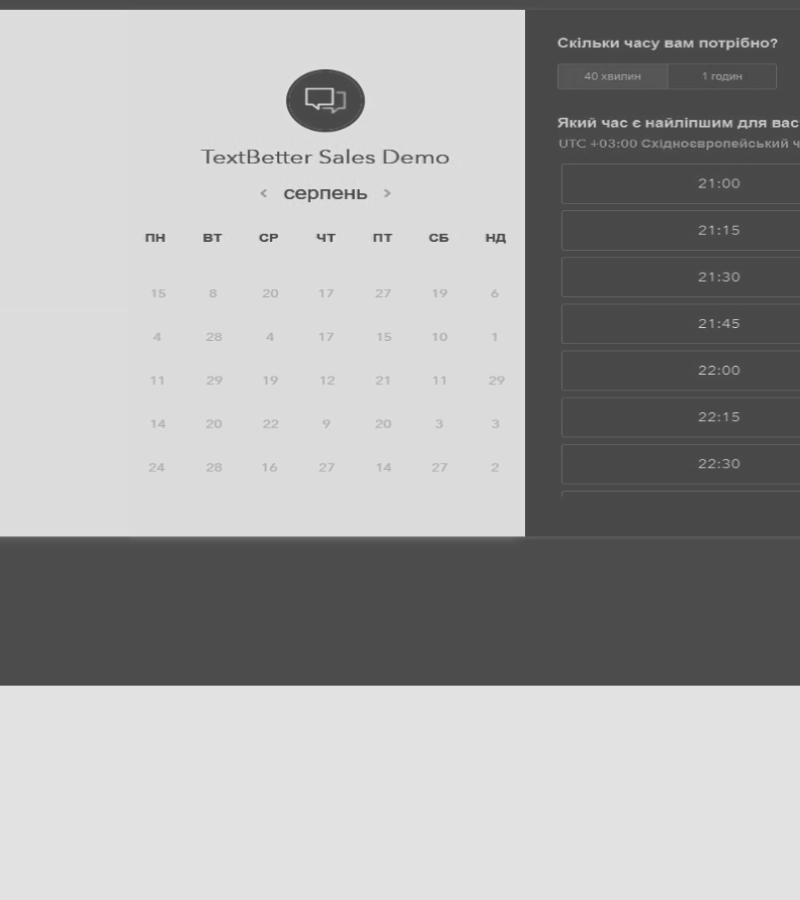 TextBetter Sales Demo
< серпень >
ПН ВТ СР ЧТ ПТ СБ НД
15 8 20 17 27 19 6
4 28 4 17 15 10 1
11 29 19 12 21 11 29
14 20 22 9 20 3 3
24 28 16 27 14 27 2
Скільки часу вам потрібно?
40 хвилин 1 годин
Який час є найліпшим для вас
UTC +03:00 Східноєвропейський ч
21:00
21:15
21:30
21:45
22:00
22:15
22:30